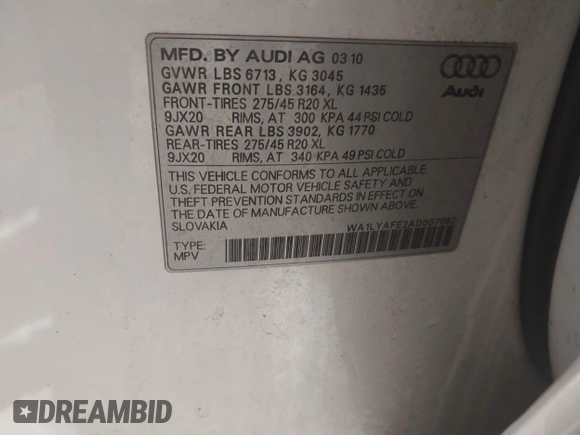 MFD. BY AUDI AG 03 10
GVWR LBS 6713, KG 3045
GAWR FRONT LBS 3164, KG 1435
FRONT-TIRES 275/45 R20 XL
9JX20 RIMS, AT 300 KPA 44 PSI COLD
GAWR REAR LBS 3902, KG 1770
REAR-TIRES 275/45 R20 XL
9JX20 RIMS, AT 340 KPA 49 PSI COLD
Audi
THIS VEHICLE CONFORMS TO ALL APPLICABLE
U.S. FEDERAL MOTOR VEHICLE SAFETY AND
THEFT PREVENTION STANDARDS IN EFFECT ON
THE DATE OF MANUFACTURE SHOWN ABOVE.
SLOVAKIA
WA1LYAFE7AD007092
TYPE:
MPV
DREAMBID